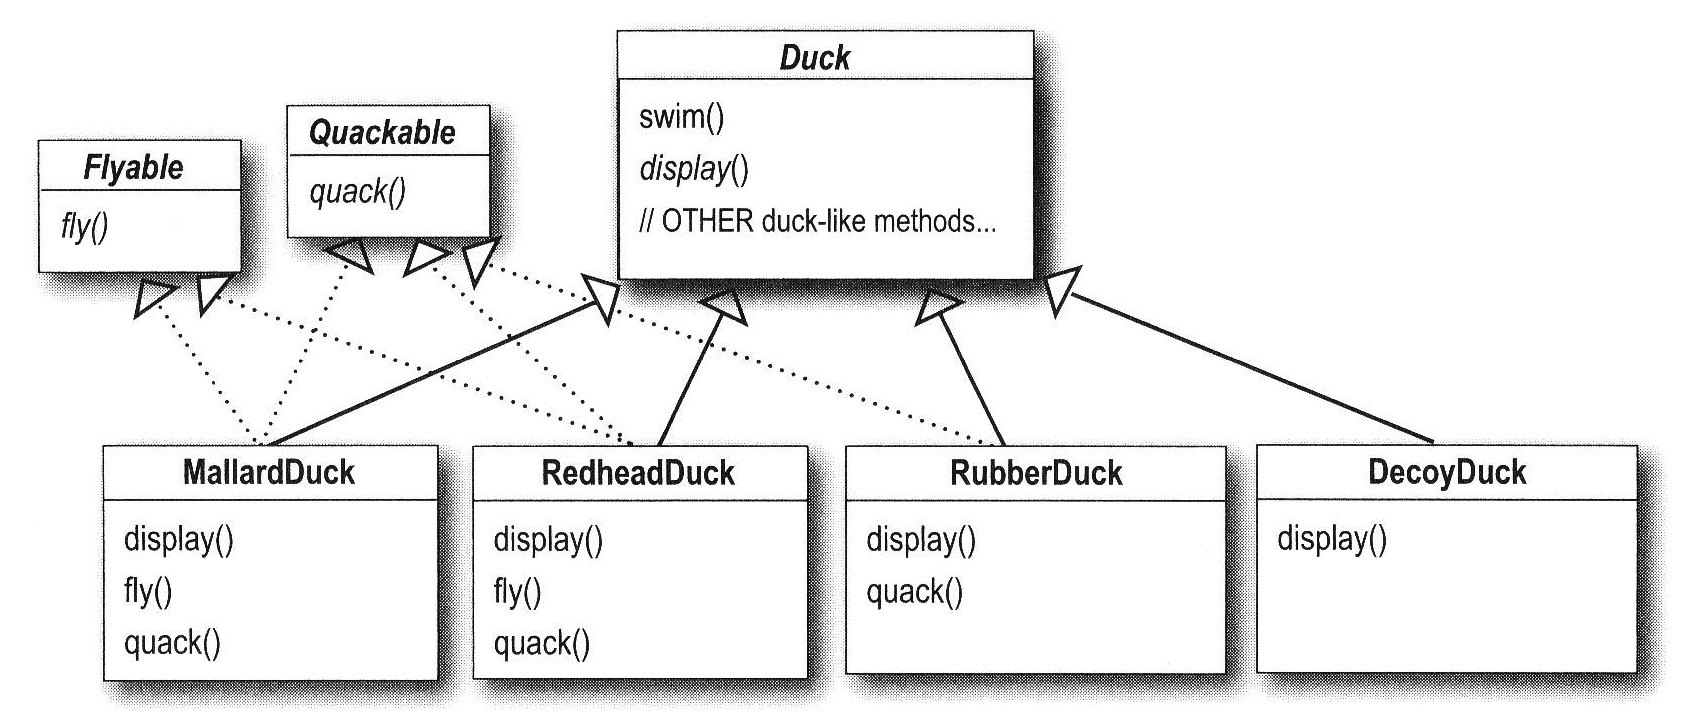 Duck
swim()
display()
// OTHER duck-like methods...
Quackable
quack()
Flyable
fly()
MallardDuck
display()
fly()
quack()
RedheadDuck
display()
fly()
quack()
RubberDuck
display()
quack()
DecoyDuck
display()